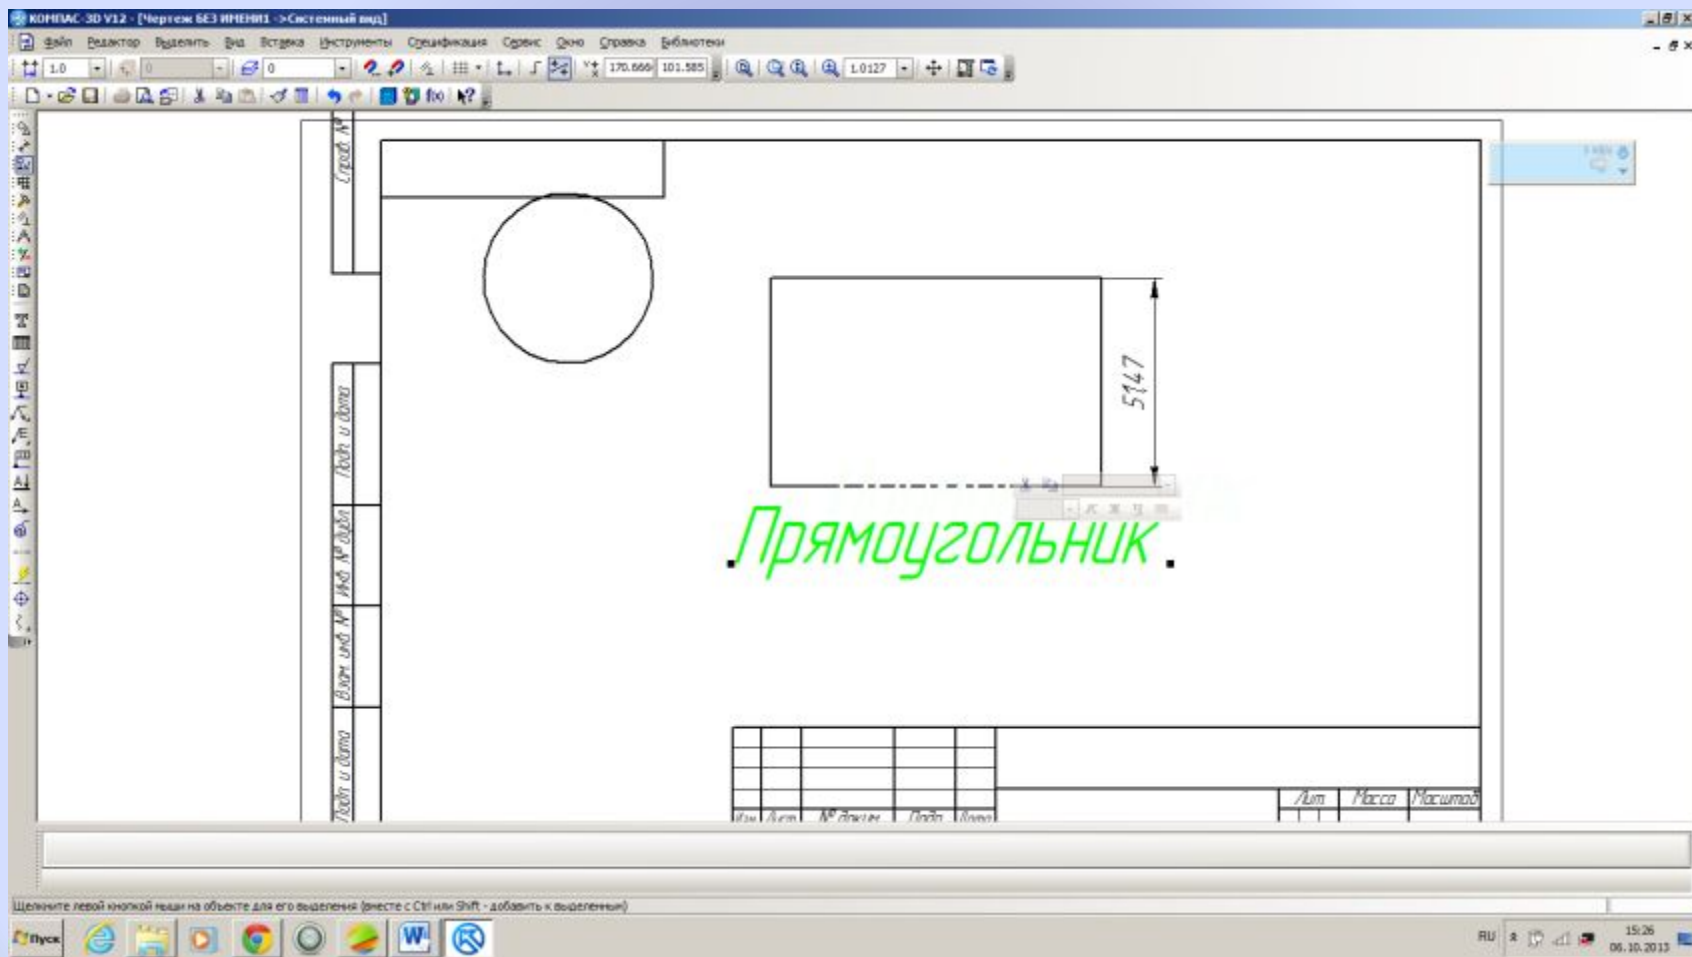 КОМПАС-3D V12 - [Чертеж БЕЗ ИМЕНИ1 ->Системный вид]
Файл Редактор Выделить Вид Вставка Инструменты Спецификация Сервис Окно Справка Библиотеки
1.0 0 0 170.666 101.585 1.0127
Справ. №
5147
Подп. и дата
Прямоугольник
Инв. № дубл.
Взам. инв. №
Подп. и дата
Лит. Масса Масштаб
Изм. Лист № докум. Подп. Дата
Щелкните левой кнопкой мыши на объекте для его выделения (вместе с Ctrl или Shift - добавить к выделенным)
Пуск
RU
15:26
06.10.2013